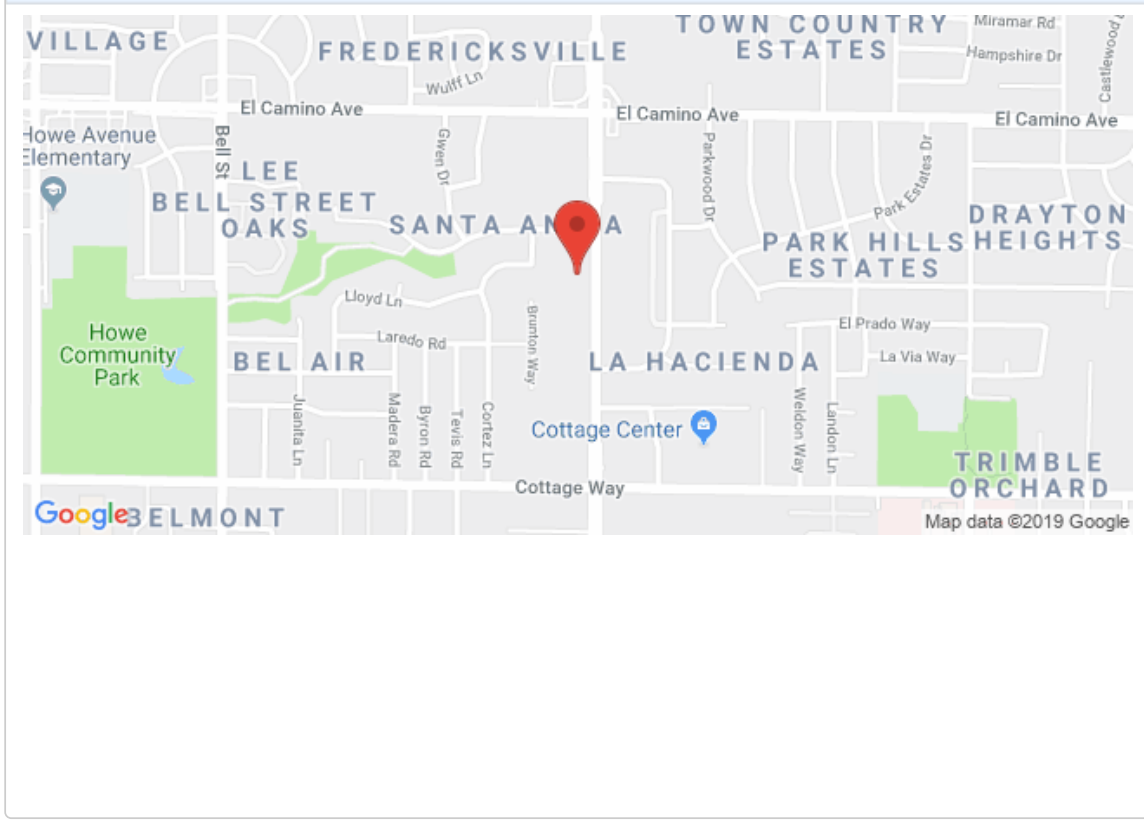 VILLAGE
FREDERICKSVILLE
TOWN COUNTRY
ESTATES
Miramar Rd
Hampshire Dr
Castlewood
Wulff Ln
El Camino Ave
El Camino Ave
El Camino Ave
Howe Avenue
Elementary
Bell St
LEE
BELL STREET
OAKS
Gwen Dr
SANTA AN A
Parkwood Dr
Park Estates Dr
PARK HILLS
ESTATES
DRAYTON
HEIGHTS
Lloyd Ln
Laredo Rd
Brunton Way
El Prado Way
La Via Way
Howe
Community
Park
BEL AIR
LA HACIENDA
Juanita Ln
Madera Rd
Byron Rd
Tevis Rd
Cortez Ln
Cottage Center
Weldon Way
Landon Ln
TRIMBLE
ORCHARD
Cottage Way
Google
BELMONT
Map data ©2019 Google